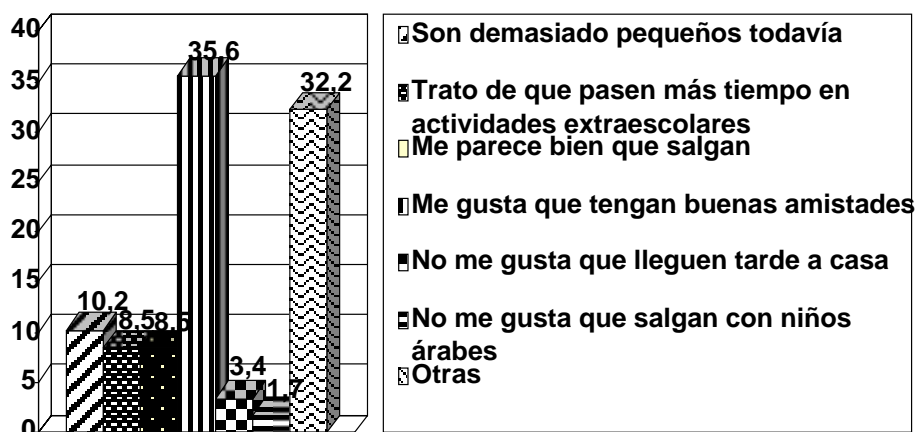 40
35
30
25
20
15
10
5
0
10,2
8,5
8,5
35,6
3,4
1,7
32,2
Son demasiado pequeños todavía
Trato de que pasen más tiempo en
actividades extraescolares
Me parece bien que salgan
Me gusta que tengan buenas amistades
No me gusta que lleguen tarde a casa
No me gusta que salgan con niños
árabes
Otras